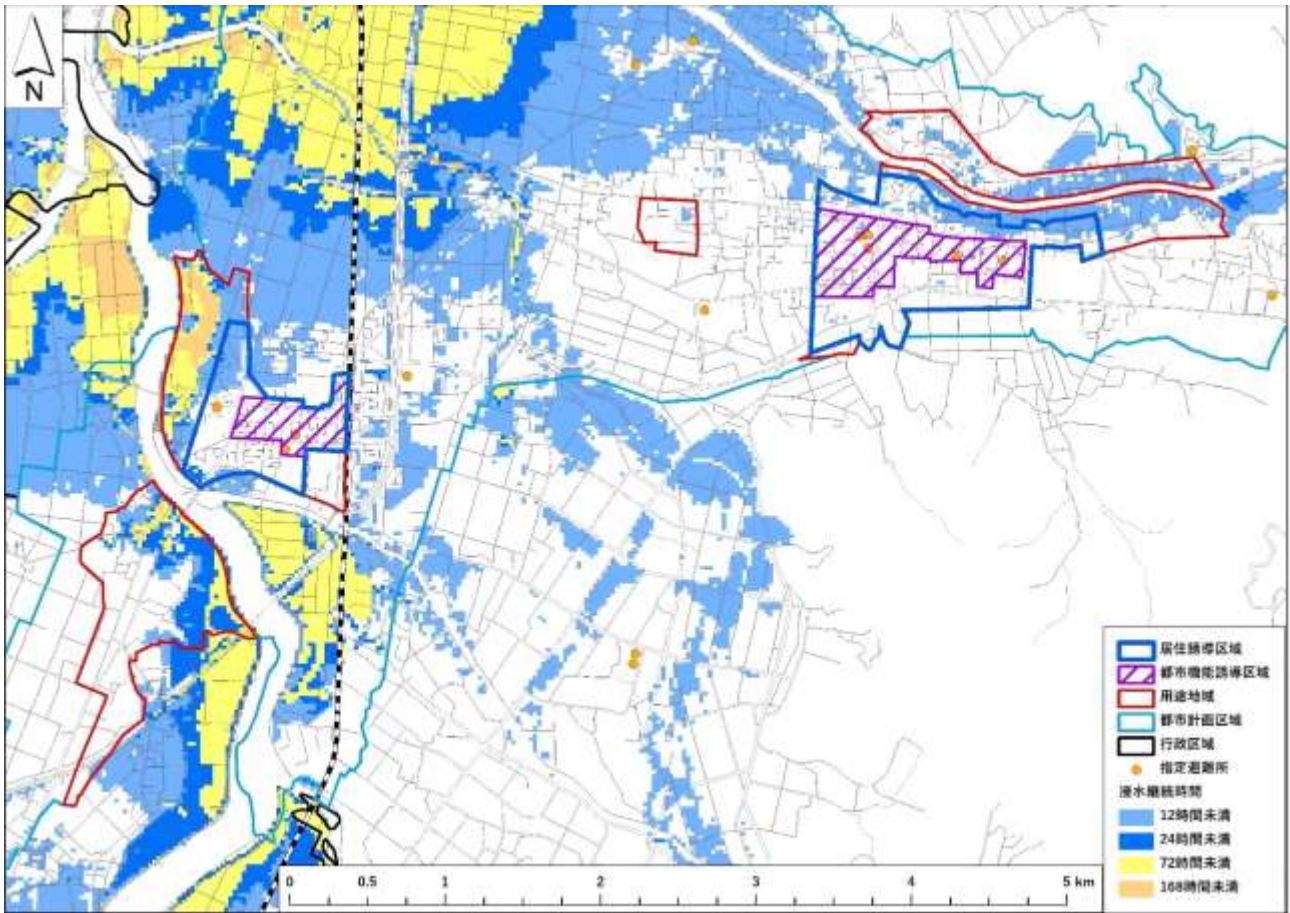 N
居住誘導区域
都市機能誘導区域
用途地域
都市計画区域
行政区域
指定避難所
浸水継続時間
12時間未満
24時間未満
72時間未満
168時間未満
0 0.5 1 2 3 4 5 km